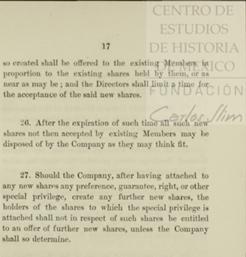 CENTRO DE
ESTUDIOS
DE HISTORIA
DE MÉXICO
FUNDACIÓN
Carlos Slim
17
so created shall be offered to the existing Members in
proportion to the existing shares held by them, or as
near as may be; and the Directors shall limit a time for
the acceptance of the said new shares.
26. After the expiration of such time all such new
shares not then accepted by existing Members may be
disposed of by the Company as they may think fit.
27. Should the Company, after having attached to
any new shares any preference, guarantee, right, or other
special privilege, create any further new shares, the
holders of the shares to which the special privilege is
attached shall not in respect of such shares be entitled
to an offer of further new shares, unless the Company
shall so determine.